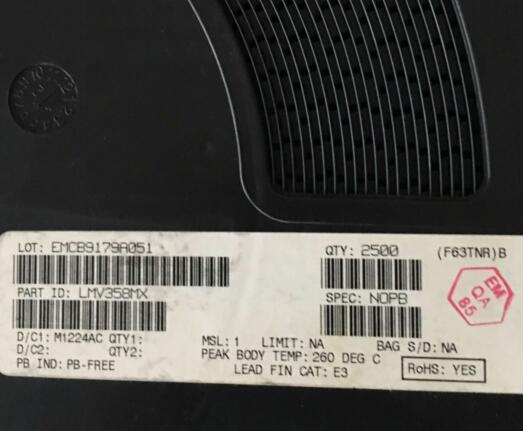 LOT: EMCB9179A051
QTY: 2500 (F63TNR)B
PART ID: LMV358MX
SPEC: NOPB
EM
QA
85
D/C1: M1224AC QTY1:
D/C2: QTY2:
PB IND: PB-FREE
MSL: 1 LIMIT: NA BAG S/D: NA
PEAK BODY TEMP: 260 DEG C
LEAD FIN CAT: E3
RoHS: YES